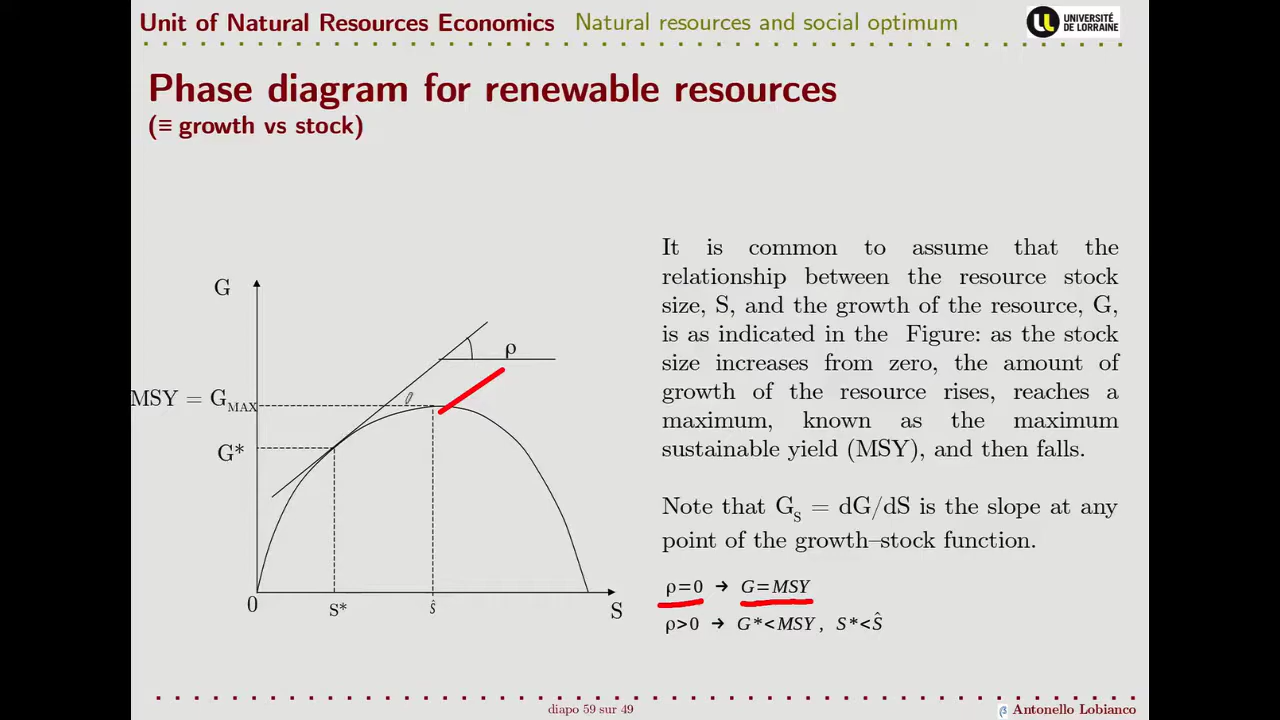 Unit of Natural Resources Economics Natural resources and social optimum
UNIVERSITÉ
DE LORRAINE
Phase diagram for renewable resources
(≡ growth vs stock)
It is common to assume that the
relationship between the resource stock
size, S, and the growth of the resource, G,
is as indicated in the Figure: as the stock
size increases from zero, the amount of
growth of the resource rises, reaches a
maximum, known as the maximum
sustainable yield (MSY), and then falls.
Note that G_S = dG/dS is the slope at any
point of the growth–stock function.
ρ=0 → G=MSY
ρ>0 → G*<MSY, S*<Ŝ
G
ρ
MSY = G_MAX
G*
0
S*
ŝ
S
diapo 59 sur 49
Antonello Lobianco